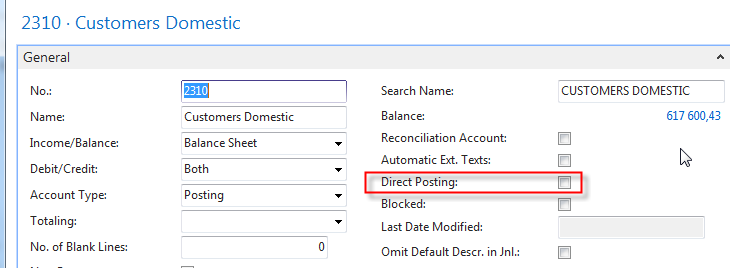 2310 · Customers Domestic
General
No.: 2310
Name: Customers Domestic
Income/Balance: Balance Sheet
Debit/Credit: Both
Account Type: Posting
Totaling:
No. of Blank Lines: 0
Search Name: CUSTOMERS DOMESTIC
Balance: 617 600,43
Reconciliation Account:
Automatic Ext. Texts:
Direct Posting:
Blocked:
Last Date Modified:
Omit Default Descr. in Jnl.: